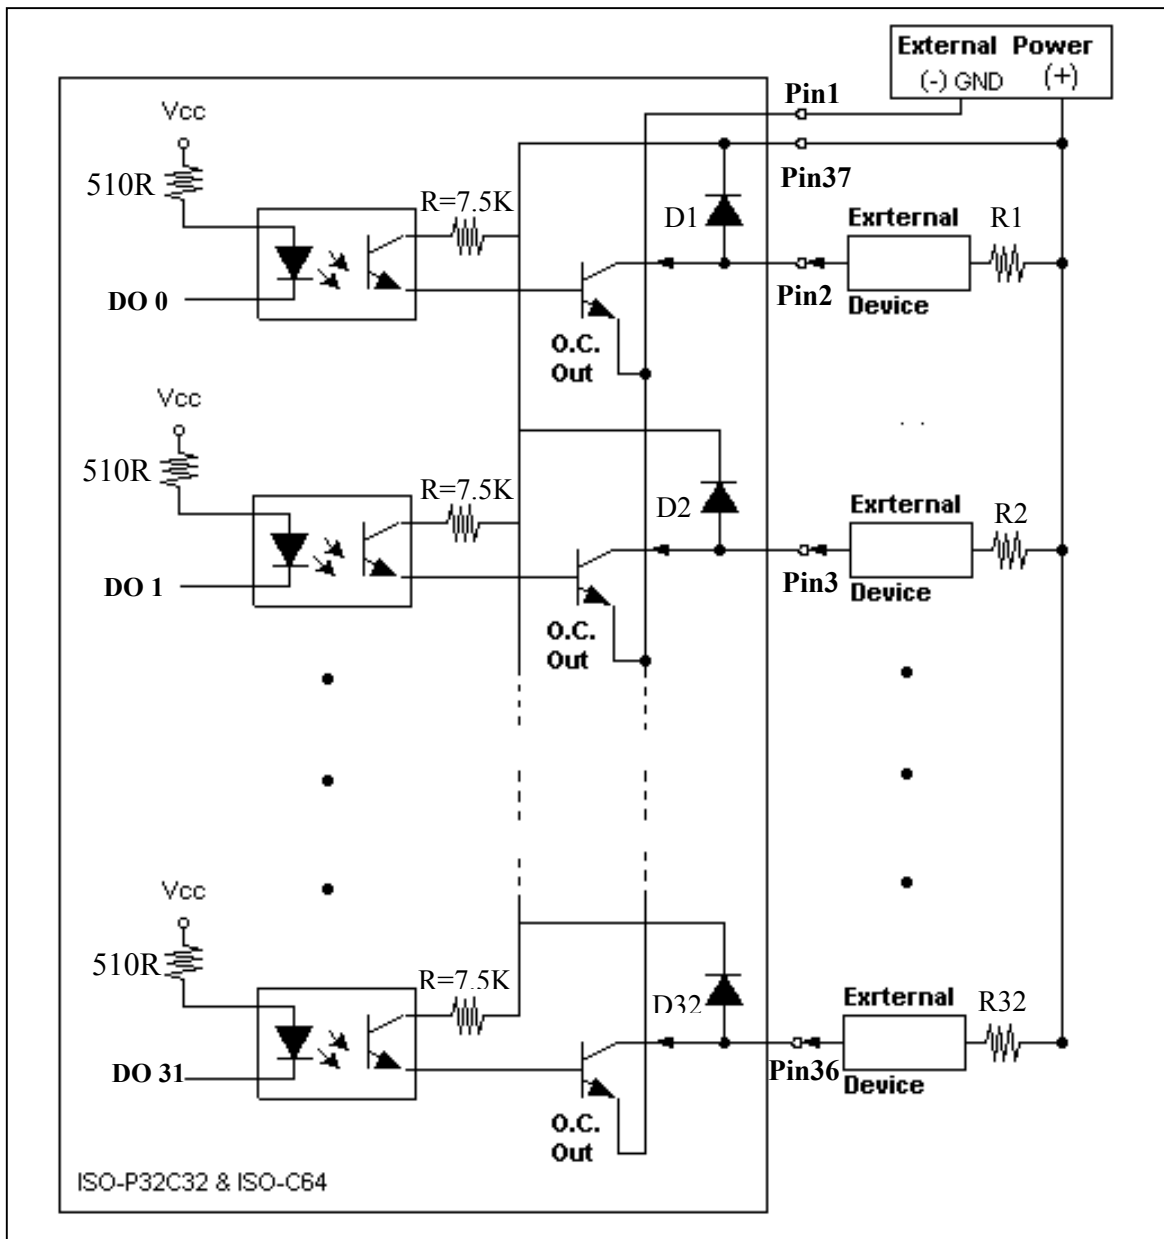 External Power
(-) GND (+)
Pin1
Vcc
Pin37
510R
R=7.5K
D1
Exrternal
R1
DO 0
Pin2
Device
O.C.
Out
Vcc
510R
R=7.5K
D2
Exrternal
R2
DO 1
Pin3
Device
O.C.
Out
Vcc
510R
R=7.5K
D32
Exrternal
R32
DO 31
Pin36
Device
O.C.
Out
ISO-P32C32 & ISO-C64